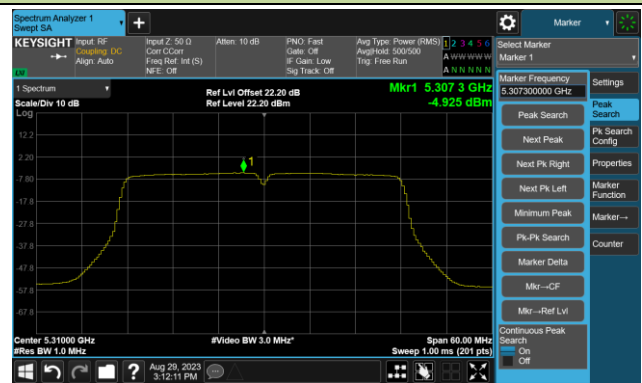 Spectrum Analyzer 1
Swept SA
Marker
KEYSIGHT
Input: RF
Coupling: DC
Align: Auto
Input Z: 50 Ω
Corr CCorr
Freq Ref: Int (S)
NFE: Off
Atten: 10 dB
PNO: Fast
Gate: Off
IF Gain: Low
Sig Track: Off
Avg Type: Power (RMS)
Avg|Hold: 500/500
Trig: Free Run
1 2 3 4 5 6
A W W W W W
A N N N N N
LXI
Select Marker
Marker 1
1 Spectrum
Scale/Div 10 dB
Log
Ref Lvl Offset 22.20 dB
Ref Level 22.20 dBm
Mkr1 5.307 3 GHz
-4.925 dBm
12.2
2.20
-7.80
-17.8
-27.8
-37.8
-47.8
-57.8
-67.8
1
Center 5.31000 GHz
#Res BW 1.0 MHz
#Video BW 3.0 MHz*
Span 60.00 MHz
Sweep 1.00 ms (201 pts)
Marker Frequency
5.307300000 GHz
Peak Search
Next Peak
Next Pk Right
Next Pk Left
Minimum Peak
Pk-Pk Search
Marker Delta
Mkr→CF
Mkr→Ref Lvl
Continuous Peak
Search
On
Off
Settings
Peak
Search
Pk Search
Config
Properties
Marker
Function
Marker→
Counter
?
Aug 29, 2023
3:12:11 PM